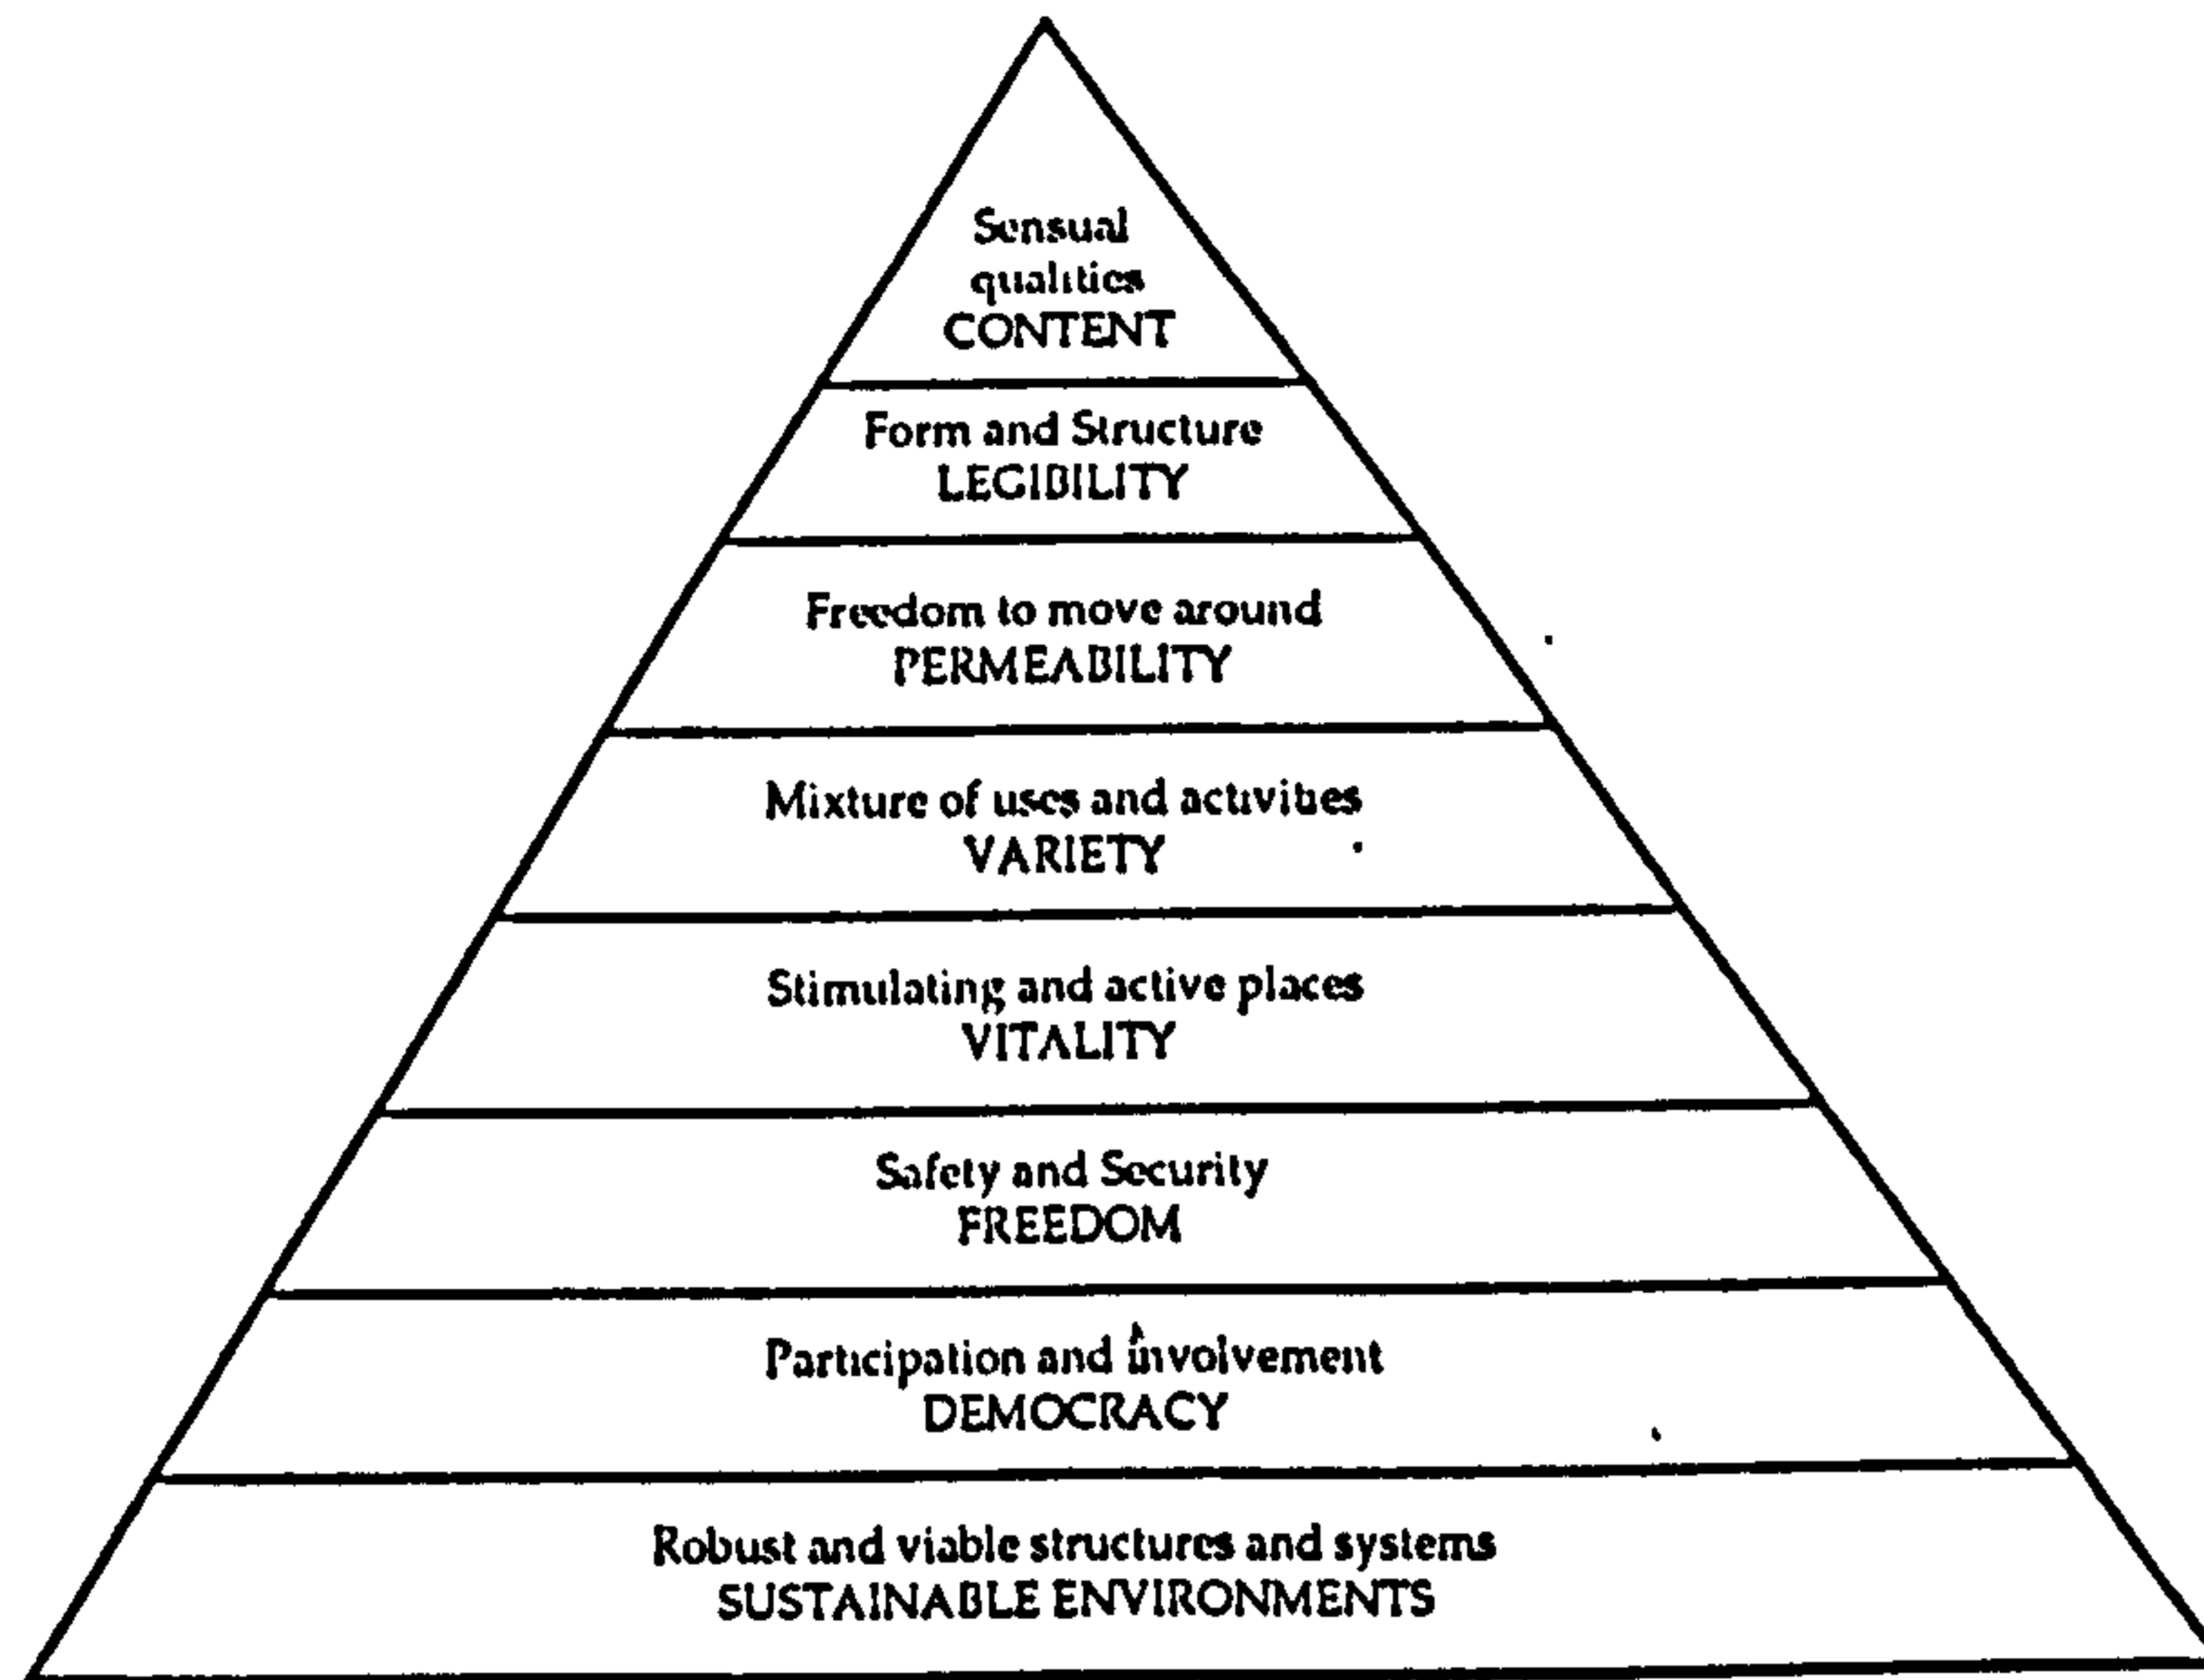 Sensual
qualities
CONTENT
Form and Structure
LEGIBILITY
Freedom to move around
PERMEABILITY
Mixture of uses and activities
VARIETY
Stimulating and active places
VITALITY
Safety and Security
FREEDOM
Participation and involvement
DEMOCRACY
Robust and viable structures and systems
SUSTAINABLE ENVIRONMENTS